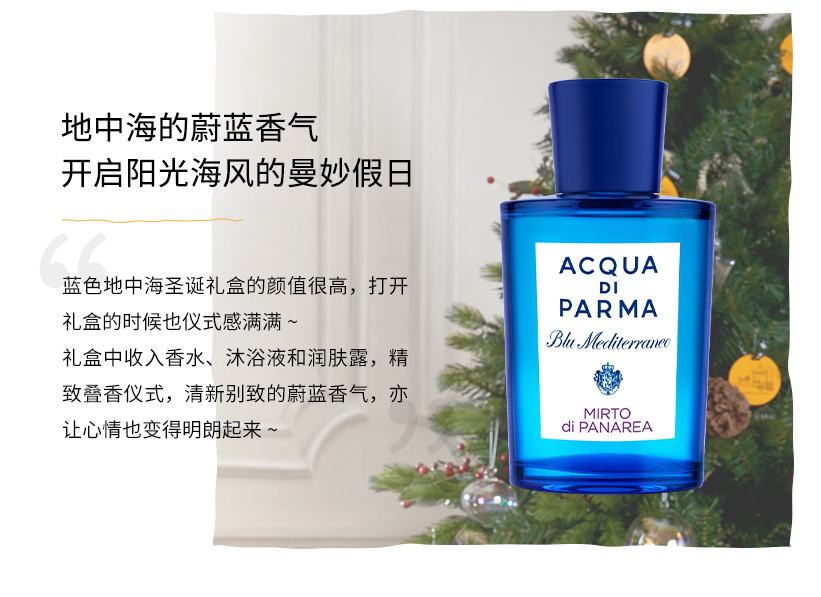 地中海的蔚蓝香气
开启阳光海风的曼妙假日
蓝色地中海圣诞礼盒的颜值很高，打开
礼盒的时候也仪式感满满 ~
礼盒中收入香水、沐浴液和润肤露，精
致叠香仪式，清新别致的蔚蓝香气，亦
让心情也变得明朗起来 ~
ACQUA
DI
PARMA
Blu Mediterraneo
MIRTO
di PANAREA